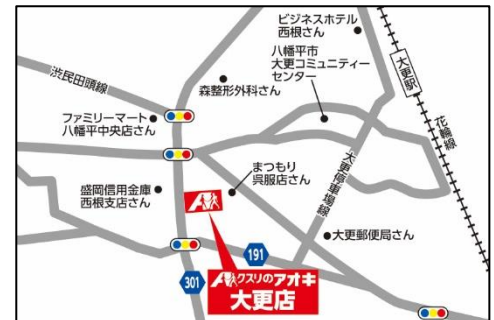 ビジネスホテル
西根さん
八幡平市
大更コミュニティー
センター
大更駅
花輪線
渋民田頭線
森整形外科さん
ファミリーマート
八幡平中央店さん
大更停車場線
まつもり
呉服店さん
盛岡信用金庫
西根支店さん
大更郵便局さん
191
301
クスリのアオキ
大更店